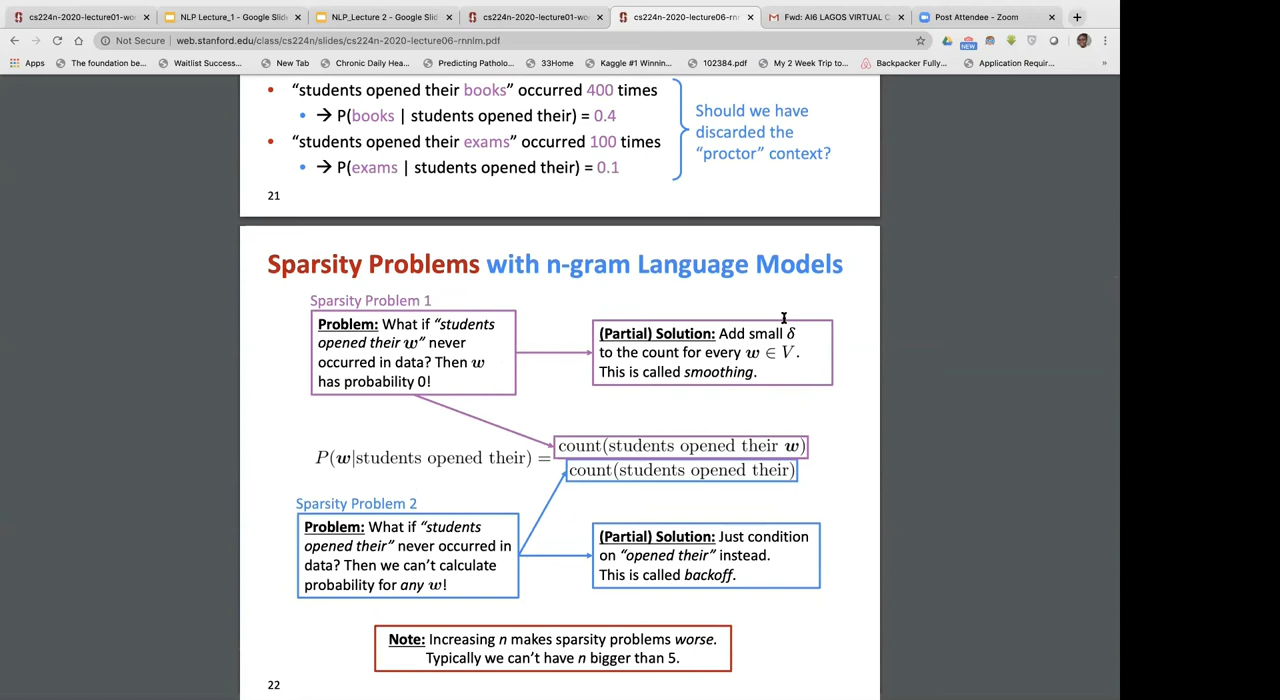 cs224n-2020-lecture01-wo
NLP Lecture_1 - Google Slid
NLP_Lecture 2 - Google Slid
cs224n-2020-lecture01-wo
cs224n-2020-lecture06-rn
Fwd: AI6 LAGOS VIRTUAL C
Post Attendee - Zoom
Not Secure | web.stanford.edu/class/cs224n/slides/cs224n-2020-lecture06-rnnlm.pdf
NEW
Apps The foundation be... Waitlist Success... New Tab Chronic Daily Hea... Predicting Patholo... 33Home Kaggle #1 Winnin... 102384.pdf My 2 Week Trip to... Backpacker Fully... Application Requir... »
• “students opened their books” occurred 400 times
• → P(books | students opened their) = 0.4
• “students opened their exams” occurred 100 times
• → P(exams | students opened their) = 0.1
Should we have
discarded the
“proctor” context?
21
Sparsity Problems with n-gram Language Models
Sparsity Problem 1
Problem: What if “students
opened their w” never
occurred in data? Then w
has probability 0!
(Partial) Solution: Add small δ
to the count for every w ∈ V.
This is called smoothing.
P(w|students opened their) =
count(students opened their w)
count(students opened their)
Sparsity Problem 2
Problem: What if “students
opened their” never occurred in
data? Then we can’t calculate
probability for any w!
(Partial) Solution: Just condition
on “opened their” instead.
This is called backoff.
Note: Increasing n makes sparsity problems worse.
Typically we can’t have n bigger than 5.
22